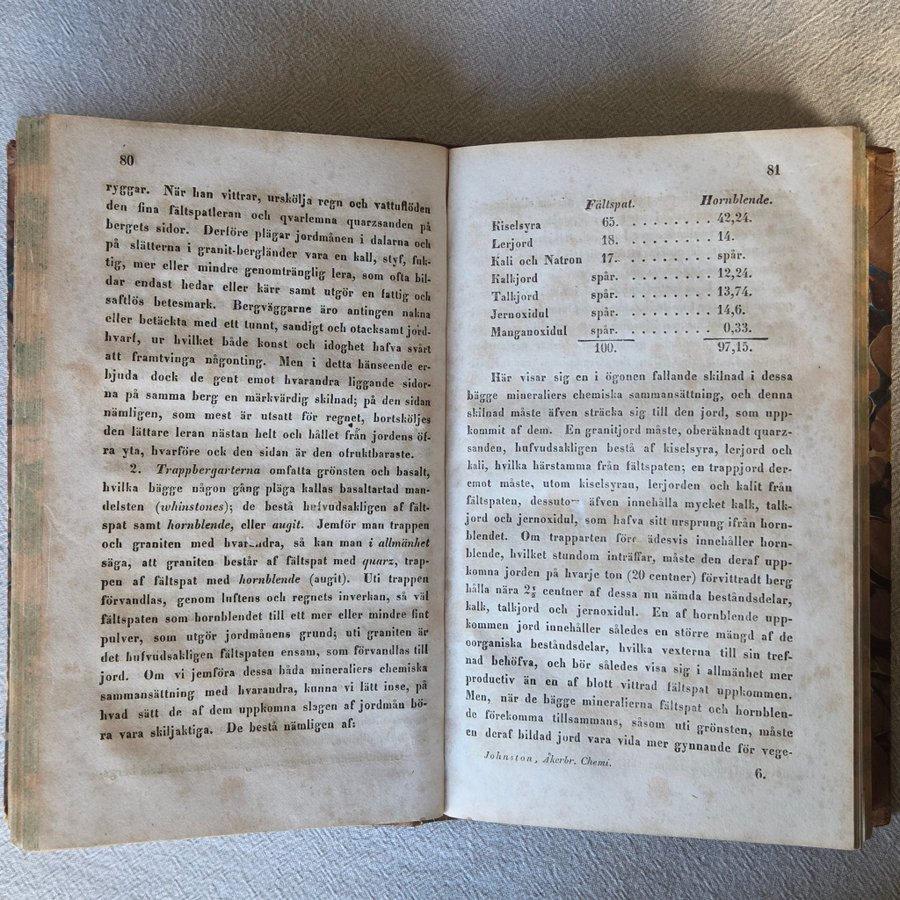 80
ryggar. När han vittrar, urskölja regn och vattuflöden
den fina fältspatleran och qvarlemna quarzsanden på
bergets sidor. Derföre plägar jordmånen i dalarna och
på slätterna i granit-bergländer vara en kall, styf, fuk-
tig, mer eller mindre genomtränglig lera, som ofta bil-
dar endast hedar eller kärr samt utgör en fattig och
saftlös betesmark. Bergväggarne äro antingen nakna
eller betäckta med ett tunnt, sandigt och otacksamt jord-
hvarf, ur hvilket både konst och idoghet hafva svårt
att framtvinga någonting. Men i detta hänseende er-
bjuda dock de gent emot hvarandra liggande sidor-
na på samma berg en märkvärdig skilnad; på den sidan
nämligen, som mest är utsatt för regnet, bortsköljes
den lättare leran nästan helt och hållet från jordens öf-
ra yta, hvarföre ock den sidan är den ofruktbaraste.
2. Trappbergarterna omfatta grönsten och basalt,
hvilka bägge någon gång pläga kallas basaltartad man-
delsten (whinstones); de bestå hufvudsakligen af fält-
spat samt hornblende, eller augit. Jemför man trappen
och graniten med hvarandra, så kan man i allmänhet
säga, att graniten består af fältspat med quarz, trap-
pen af fältspat med hornblende (augit). Uti trappen
förvandlas, genom luftens och regnets inverkan, så väl
fältspaten som hornblendet till ett mer eller mindre fint
pulver, som utgör jordmånens grund; uti graniten är
det hufvudsakligen fältspaten ensam, som förvandlas till
jord. Om vi jemföra dessa båda mineraliers chemiska
sammansättning med hvarandra, kunna vi lätt inse, på
hvad sätt de af dem uppkomna slagen af jordmån bö-
ra vara skiljaktiga. De bestå nämligen af:
81
Fältspat. Hornblende.
Kiselsyra 65. . . . . . . . . 42,24.
Lerjord 18. . . . . . . . . 14.
Kali och Natron 17. . . . . . . . . spår.
Kalkjord spår. . . . . . . . . 12,24.
Talkjord spår. . . . . . . . . 13,74.
Jernoxidul spår. . . . . . . . . 14,6.
Manganoxidul spår. . . . . . . . . 0,33.
100. 97,15.
Här visar sig en i ögonen fallande skilnad i dessa
bägge mineraliers chemiska sammansättning, och denna
skilnad måste äfven sträcka sig till den jord, som upp-
kommit af dem. En granitjord måste, oberäknadt quarz-
sanden, hufvudsakligen bestå af kiselsyra, lerjord och
kali, hvilka härstamma från fältspaten; en trappjord der-
emot måste, utom kiselsyran, lerjorden och kalit från
fältspaten, äfven innehålla mycket kalk, talk-
jord och jernoxidul, som hafva sitt ursprung ifrån horn-
blendet. Om trapparten innehåller horn-
blende, hvilket stundom inträffar, måste den deraf upp-
komna jorden på hvarje ton (20 centner) förvittradt berg
hålla nära centner af dessa nu nämda beståndsdelar,
kalk, talkjord och jernoxidul. En af hornblende upp-
kommen jord innehåller således en större mängd af de
oorganiska beståndsdelar, hvilka vexterna till sin tref-
nad behöfva, och bör således visa sig i allmänhet mer
productiv än en af blott vittrad fältspat uppkommen.
Men, när de bägge mineralierna fältspat och hornblen-
de förekomma tillsammans, såsom uti grönsten, måste
en deraf bildad jord vara vida mer gynnande för vege-
Johnston, Åkerbr. Chemi.
6.